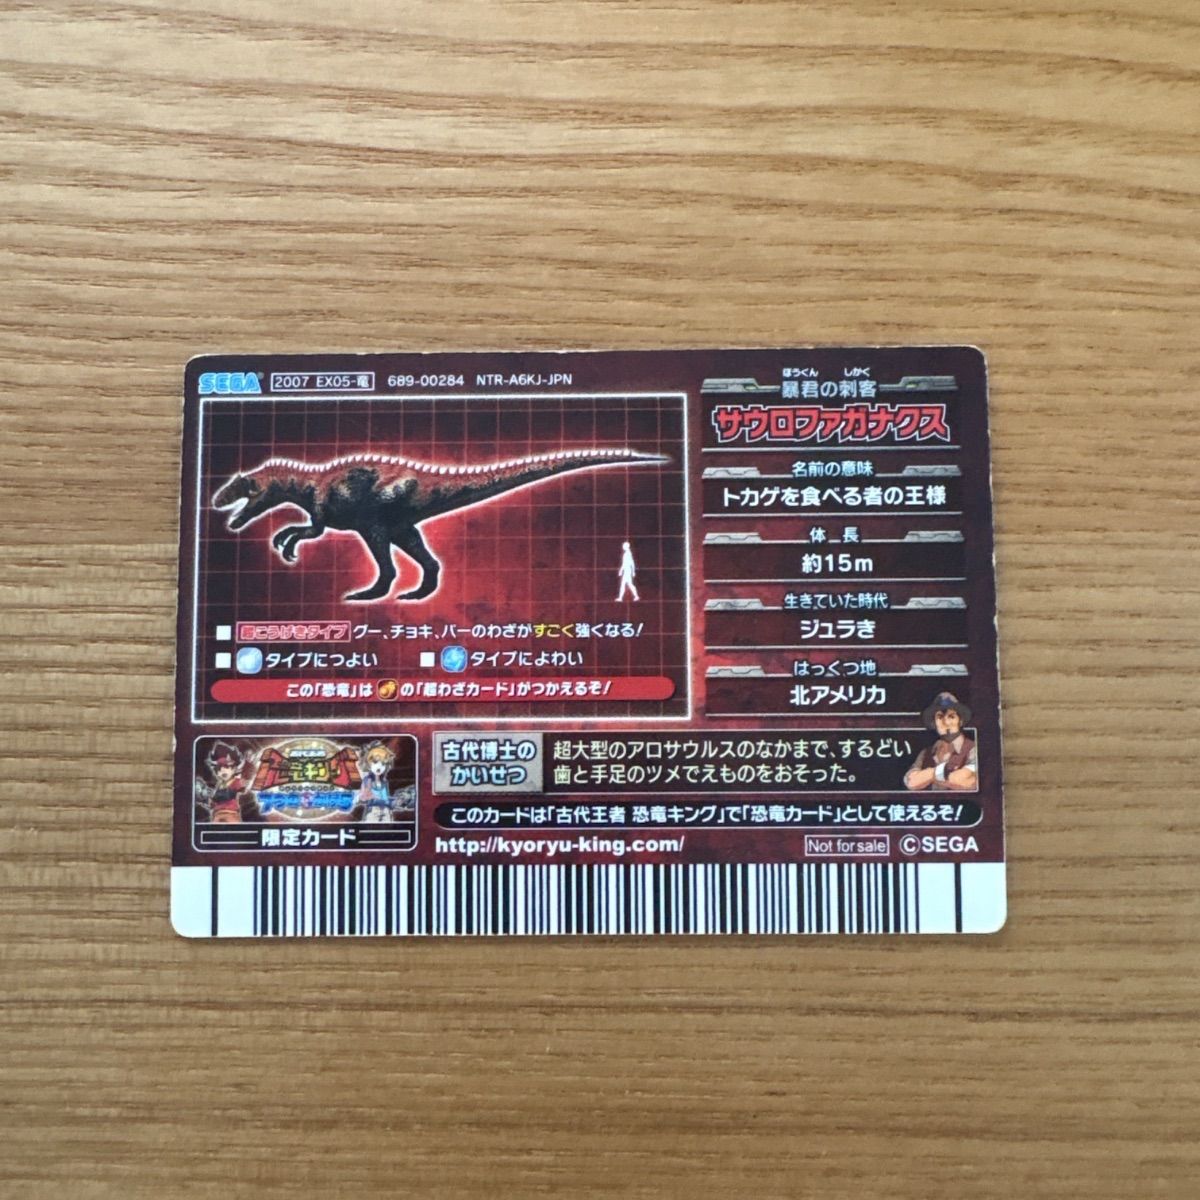 SEGA 2007 EX05-竜 689-00284 NTR-A6KJ-JPN
ぼうくん しかく
暴君の刺客
サウロファガナクス
名前の意味
トカゲを食べる者の王様
体 長
約15m
生きていた時代
ジュラき
はっくつ地
北アメリカ
超こうげきタイプ グー、チョキ、パーのわざがすごく強くなる!
タイプにつよい タイプによわい
この「恐竜」は の「超わざカード」がつかえるぞ!
古代王者
恐竜キング
限定カード
古代博士の
かいせつ
超大型のアロサウルスのなかまで、するどい
歯と手足のツメでえものをおそった。
このカードは「古代王者 恐竜キング」で「恐竜カード」として使えるぞ!
http://kyoryu-king.com/ Not for sale ©SEGA